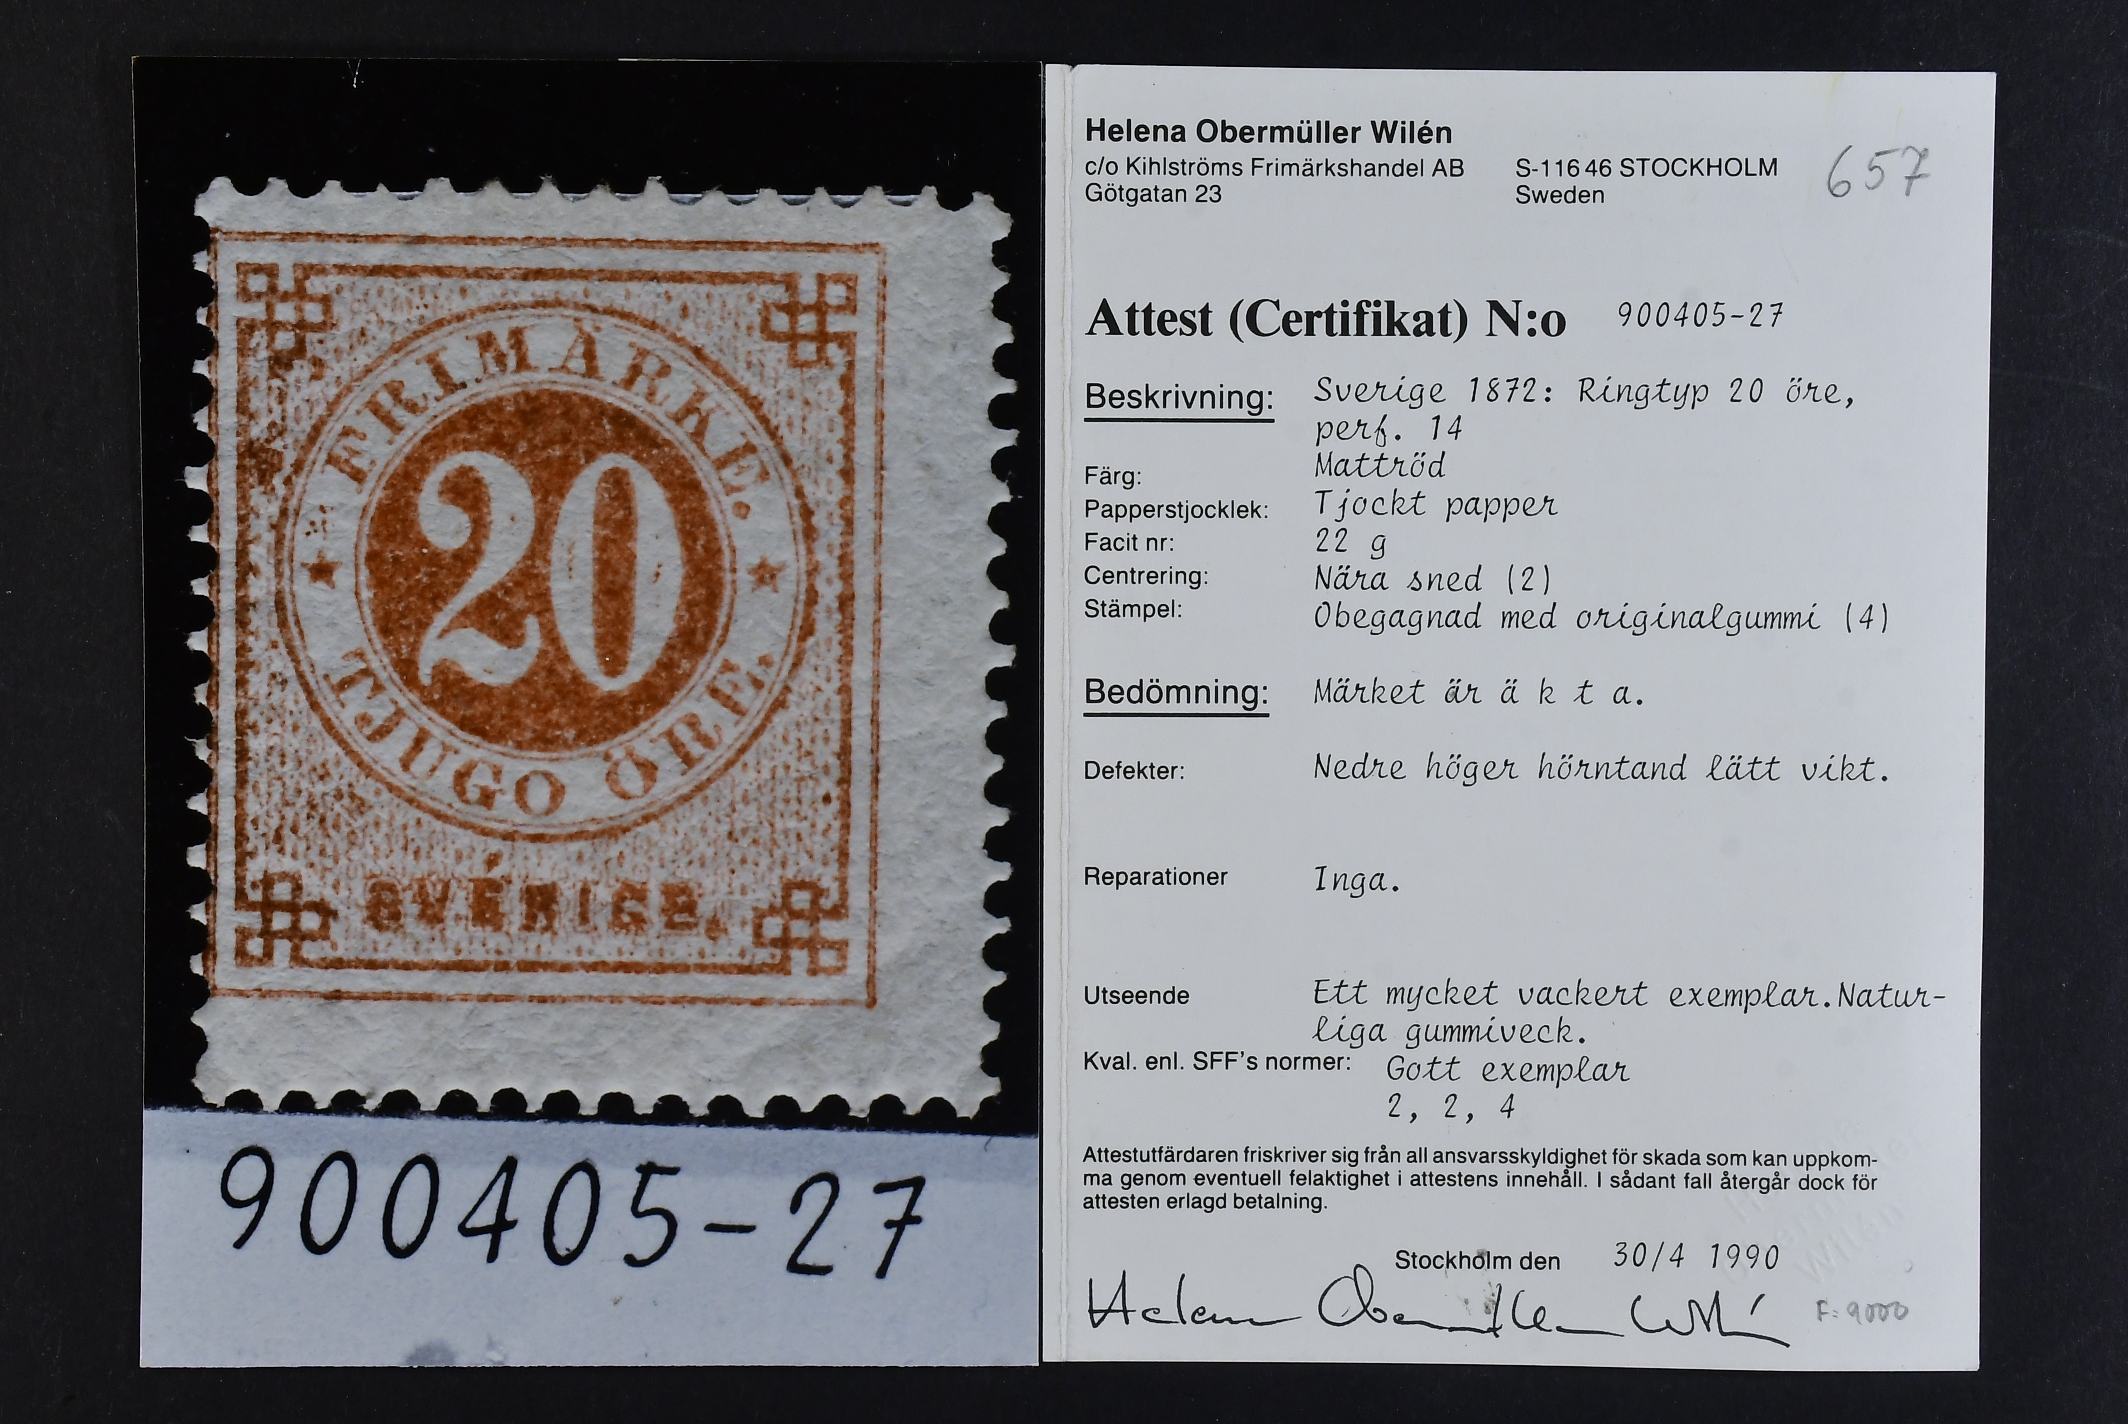 FRIMÄRKE.
20
TJUGO ÖRE.
SVERIGE.
900405-27
Helena Obermüller Wilén
c/o Kihlströms Frimärkshandel AB S-116 46 STOCKHOLM
Götgatan 23 Sweden
657
Attest (Certifikat) N:o 900405-27
Beskrivning: Sverige 1872: Ringtyp 20 öre,
perf. 14
Färg: Mattröd
Papperstjocklek: Tjockt papper
Facit nr: 22 g
Centrering: Nära sned (2)
Stämpel: Obegagnad med originalgummi (4)
Bedömning: Märket är ä k t a.
Defekter: Nedre höger hörntand lätt vikt.
Reparationer Inga.
Utseende Ett mycket vackert exemplar. Natur-
liga gummiveck.
Kval. enl. SFF's normer: Gott exemplar
2, 2, 4
Attestutfärdaren friskriver sig från all ansvarsskyldighet för skada som kan uppkom-
ma genom eventuell felaktighet i attestens innehåll. I sådant fall återgår dock för
attesten erlagd betalning.
Stockholm den 30/4 1990
Helena Obermüller Wilén
F: 9000